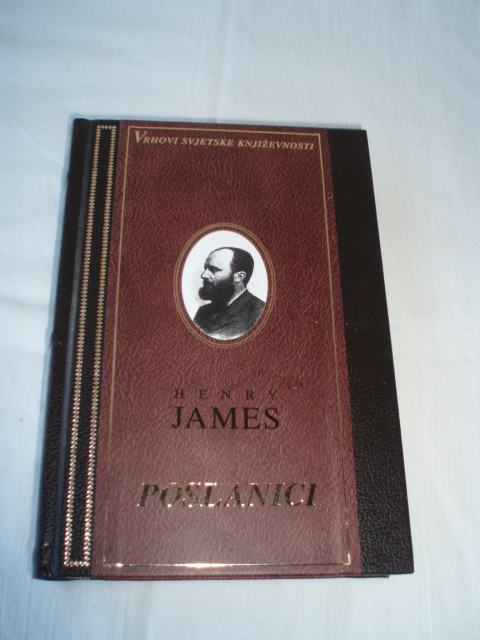 VRHOVI SVJETSKE KNJIŽEVNOSTI
HENRY
JAMES
POSLANICI